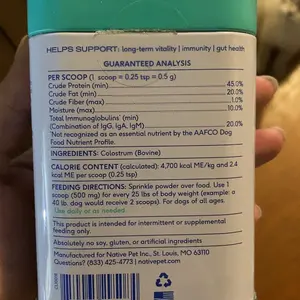 HELPS SUPPORT: long-term vitality | immunity | gut health
GUARANTEED ANALYSIS
PER SCOOP (1 scoop = 0.25 tsp = 0.5 g)
Crude Protein (min) 45.0%
Crude Fat (min) 20.0%
Crude Fiber (max) 1.0%
Moisture (max) 10.0%
Total Immunoglobulins* (min)
(Combination of IgG, IgA, IgM) 20.0%
*Not recognized as an essential nutrient by the AAFCO Dog
Food Nutrient Profile.
INGREDIENTS: Colostrum (Bovine)
CALORIE CONTENT (calculated): 4,700 kcal ME/kg and 2.4
kcal ME per scoop (0.25 tsp)
FEEDING DIRECTIONS: Sprinkle powder over food. Use 1
scoop (500 mg) for every 25 lbs of body weight (example: a
40 lb. dog would receive 2 scoops). For dogs of all ages.
Use daily or as needed.
This product is intended for intermittent or supplemental
feeding only.
Absolutely no soy, gluten, or artificial ingredients
Manufactured for Native Pet Inc., St. Louis, MO 63110
Questions? (833) 425-4773 | nativepet.com